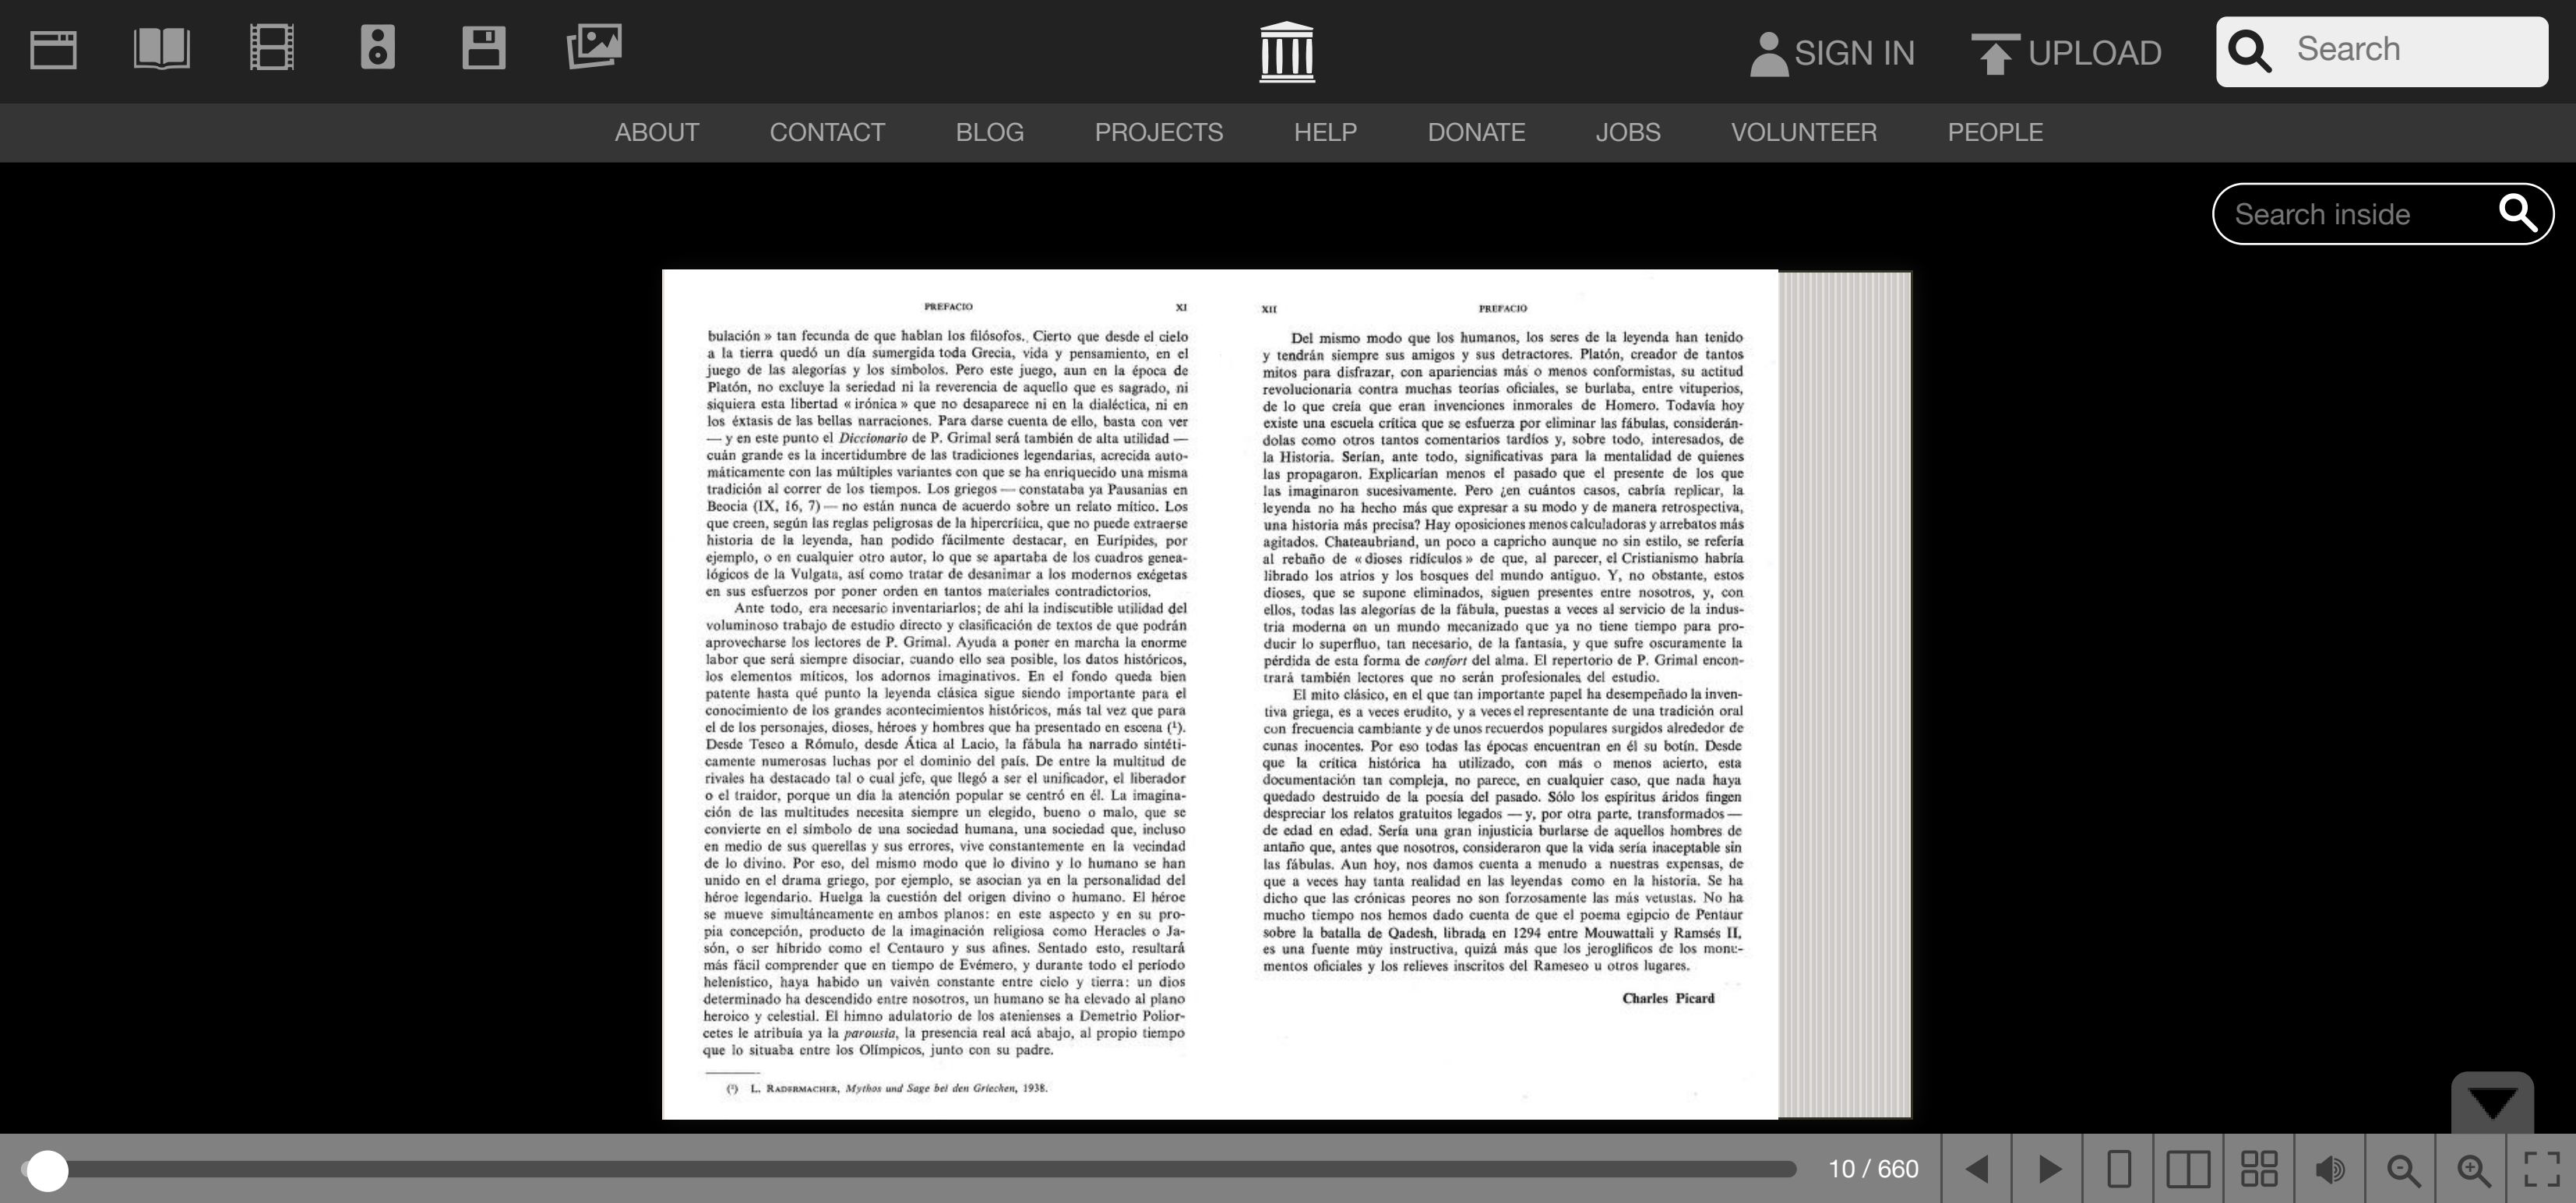 SIGN IN
UPLOAD
Search
ABOUT
CONTACT
BLOG
PROJECTS
HELP
DONATE
JOBS
VOLUNTEER
PEOPLE
Search inside
PREFACIO XI
bulación » tan fecunda de que hablan los filósofos. Cierto que desde el cielo
a la tierra quedó un día sumergida toda Grecia, vida y pensamiento, en el
juego de las alegorías y los símbolos. Pero este juego, aun en la época de
Platón, no excluye la seriedad ni la reverencia de aquello que es sagrado, ni
siquiera esta libertad « irónica » que no desaparece ni en la dialéctica, ni en
los éxtasis de las bellas narraciones. Para darse cuenta de ello, basta con ver
— y en este punto el Diccionario de P. Grimal será también de alta utilidad —
cuán grande es la incertidumbre de las tradiciones legendarias, acrecida auto-
máticamente con las múltiples variantes con que se ha enriquecido una misma
tradición al correr de los tiempos. Los griegos — constataba ya Pausanias en
Beocia (IX, 16, 7) — no están nunca de acuerdo sobre un relato mítico. Los
que creen, según las reglas peligrosas de la hipercrítica, que no puede extraerse
historia de la leyenda, han podido fácilmente destacar, en Eurípides, por
ejemplo, o en cualquier otro autor, lo que se apartaba de los cuadros genea-
lógicos de la Vulgata, así como tratar de desanimar a los modernos exégetas
en sus esfuerzos por poner orden en tantos materiales contradictorios.
Ante todo, era necesario inventariarlos; de ahí la indiscutible utilidad del
voluminoso trabajo de estudio directo y clasificación de textos de que podrán
aprovecharse los lectores de P. Grimal. Ayuda a poner en marcha la enorme
labor que será siempre disociar, cuando ello sea posible, los datos históricos,
los elementos míticos, los adornos imaginativos. En el fondo queda bien
patente hasta qué punto la leyenda clásica sigue siendo importante para el
conocimiento de los grandes acontecimientos históricos, más tal vez que para
el de los personajes, dioses, héroes y hombres que ha presentado en escena (¹).
Desde Teseo a Rómulo, desde Ática al Lacio, la fábula ha narrado sintéti-
camente numerosas luchas por el dominio del país. De entre la multitud de
rivales ha destacado tal o cual jefe, que llegó a ser el unificador, el liberador
o el traidor, porque un día la atención popular se centró en él. La imagina-
ción de las multitudes necesita siempre un elegido, bueno o malo, que se
convierte en el símbolo de una sociedad humana, una sociedad que, incluso
en medio de sus querellas y sus errores, vive constantemente en la vecindad
de lo divino. Por eso, del mismo modo que lo divino y lo humano se han
unido en el drama griego, por ejemplo, se asocian ya en la personalidad del
héroe legendario. Huelga la cuestión del origen divino o humano. El héroe
se mueve simultáneamente en ambos planos: en este aspecto y en su pro-
pia concepción, producto de la imaginación religiosa como Heracles o Ja-
són, o ser híbrido como el Centauro y sus afines. Sentado esto, resultará
más fácil comprender que en tiempo de Evémero, y durante todo el período
helenístico, haya habido un vaivén constante entre cielo y tierra: un dios
determinado ha descendido entre nosotros, un humano se ha elevado al plano
heroico y celestial. El himno adulatorio de los atenienses a Demetrio Polior-
cetes le atribuía ya la parousia, la presencia real acá abajo, al propio tiempo
que lo situaba entre los Olímpicos, junto con su padre.
(¹) L. RADERMACHER, Mythos und Sage bei den Griechen, 1938.
XII PREFACIO
Del mismo modo que los humanos, los seres de la leyenda han tenido
y tendrán siempre sus amigos y sus detractores. Platón, creador de tantos
mitos para disfrazar, con apariencias más o menos conformistas, su actitud
revolucionaria contra muchas teorías oficiales, se burlaba, entre vituperios,
de lo que creía que eran invenciones inmorales de Homero. Todavía hoy
existe una escuela crítica que se esfuerza por eliminar las fábulas, considerán-
dolas como otros tantos comentarios tardíos y, sobre todo, interesados, de
la Historia. Serían, ante todo, significativas para la mentalidad de quienes
las propagaron. Explicarían menos el pasado que el presente de los que
las imaginaron sucesivamente. Pero ¿en cuántos casos, cabría replicar, la
leyenda no ha hecho más que expresar a su modo y de manera retrospectiva,
una historia más precisa? Hay oposiciones menos calculadoras y arrebatos más
agitados. Chateaubriand, un poco a capricho aunque no sin estilo, se refería
al rebaño de « dioses ridículos » de que, al parecer, el Cristianismo habría
librado los atrios y los bosques del mundo antiguo. Y, no obstante, estos
dioses, que se supone eliminados, siguen presentes entre nosotros, y, con
ellos, todas las alegorías de la fábula, puestas a veces al servicio de la indus-
tria moderna en un mundo mecanizado que ya no tiene tiempo para pro-
ducir lo superfluo, tan necesario, de la fantasía, y que sufre oscuramente la
pérdida de esta forma de confort del alma. El repertorio de P. Grimal encon-
trará también lectores que no serán profesionales del estudio.
El mito clásico, en el que tan importante papel ha desempeñado la inven-
tiva griega, es a veces erudito, y a veces el representante de una tradición oral
con frecuencia cambiante y de unos recuerdos populares surgidos alrededor de
cunas inocentes. Por eso todas las épocas encuentran en él su botín. Desde
que la crítica histórica ha utilizado, con más o menos acierto, esta
documentación tan compleja, no parece, en cualquier caso, que nada haya
quedado destruido de la poesía del pasado. Sólo los espíritus áridos fingen
despreciar los relatos gratuitos legados — y, por otra parte, transformados —
de edad en edad. Sería una gran injusticia burlarse de aquellos hombres de
antaño que, antes que nosotros, consideraron que la vida sería inaceptable sin
las fábulas. Aun hoy, nos damos cuenta a menudo a nuestras expensas, de
que a veces hay tanta realidad en las leyendas como en la historia. Se ha
dicho que las crónicas peores no son forzosamente las más vetustas. No ha
mucho tiempo nos hemos dado cuenta de que el poema egipcio de Pentaur
sobre la batalla de Qadesh, librada en 1294 entre Mouwattali y Ramsés II,
es una fuente muy instructiva, quizá más que los jeroglíficos de los monu-
mentos oficiales y los relieves inscritos del Rameseo u otros lugares.
Charles Picard
10 / 660